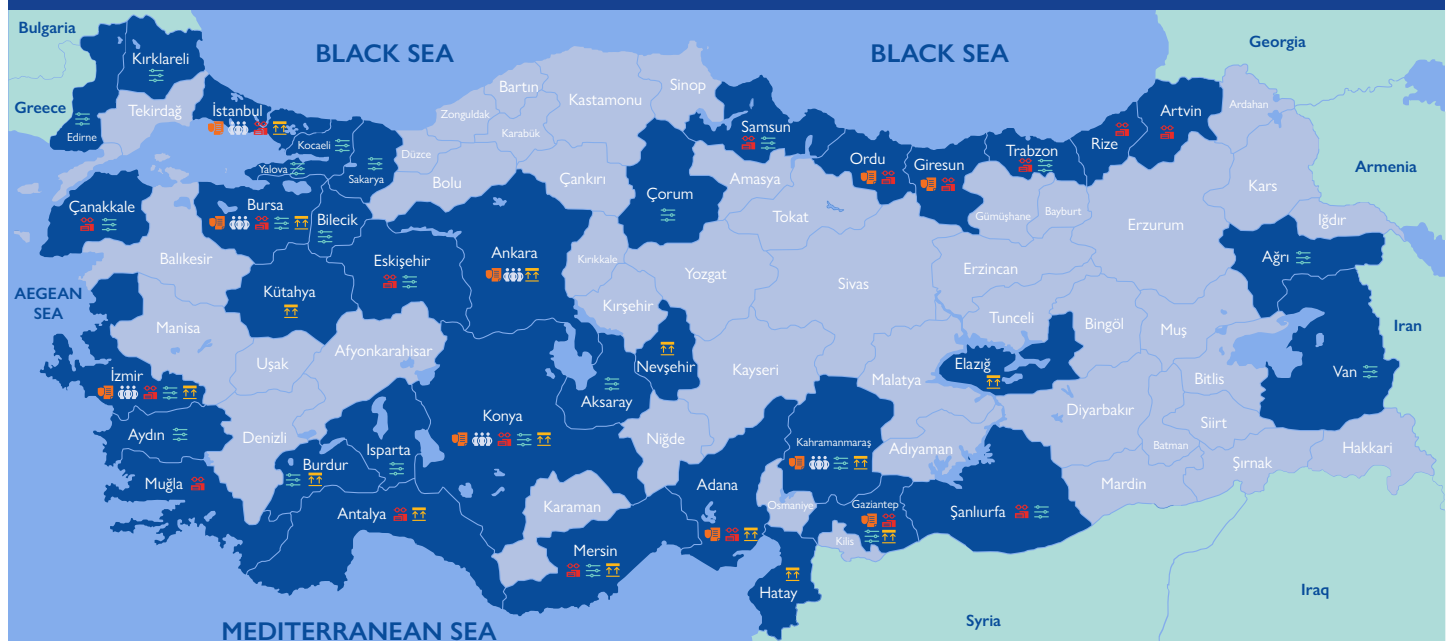 Bulgaria
BLACK SEA
BLACK SEA
Georgia
Kırklareli
Greece
Edirne
Tekirdağ
İstanbul
Kocaeli
Yalova
Sakarya
Düzce
Zonguldak
Bartın
Karabük
Kastamonu
Sinop
Bolu
Çankırı
Samsun
Ordu
Giresun
Trabzon
Rize
Artvin
Ardahan
Armenia
Kars
Iğdır
Çanakkale
Bursa
Bilecik
Eskişehir
Ankara
Kırıkkale
Çorum
Amasya
Tokat
Gümüşhane
Bayburt
Erzurum
Ağrı
AEGEAN
SEA
Balıkesir
Kütahya
Kırşehir
Yozgat
Sivas
Erzincan
Tunceli
Bingöl
Muş
Iran
Manisa
Uşak
Afyonkarahisar
Nevşehir
Kayseri
Malatya
Elazığ
Bitlis
Van
İzmir
Aksaray
Konya
Aydın
Denizli
Burdur
Isparta
Niğde
Kahramanmaraş
Adıyaman
Diyarbakır
Batman
Siirt
Şırnak
Hakkari
Muğla
Antalya
Karaman
Mersin
Adana
Osmaniye
Gaziantep
Kilis
Şanlıurfa
Mardin
Hatay
Syria
Iraq
MEDITERRANEAN SEA